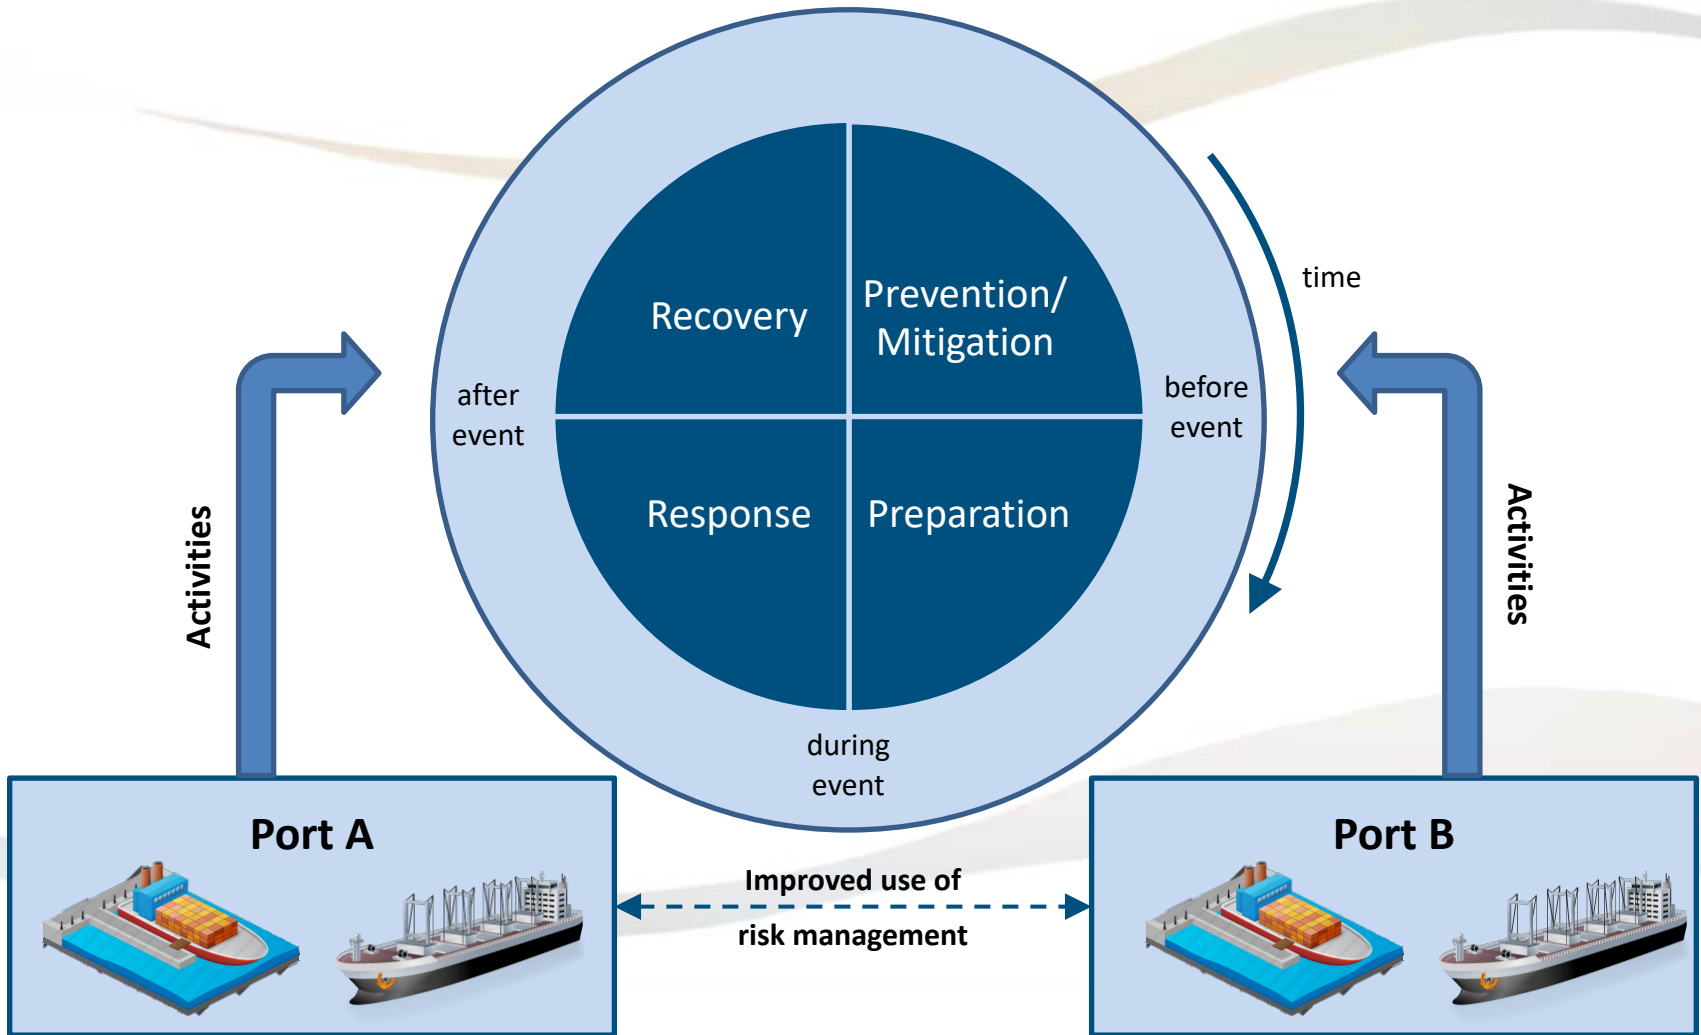 Recovery
Prevention/
Mitigation
time
after
event
before
event
Response
Preparation
Activities
Activities
during
event
Port A
Port B
Improved use of
risk management